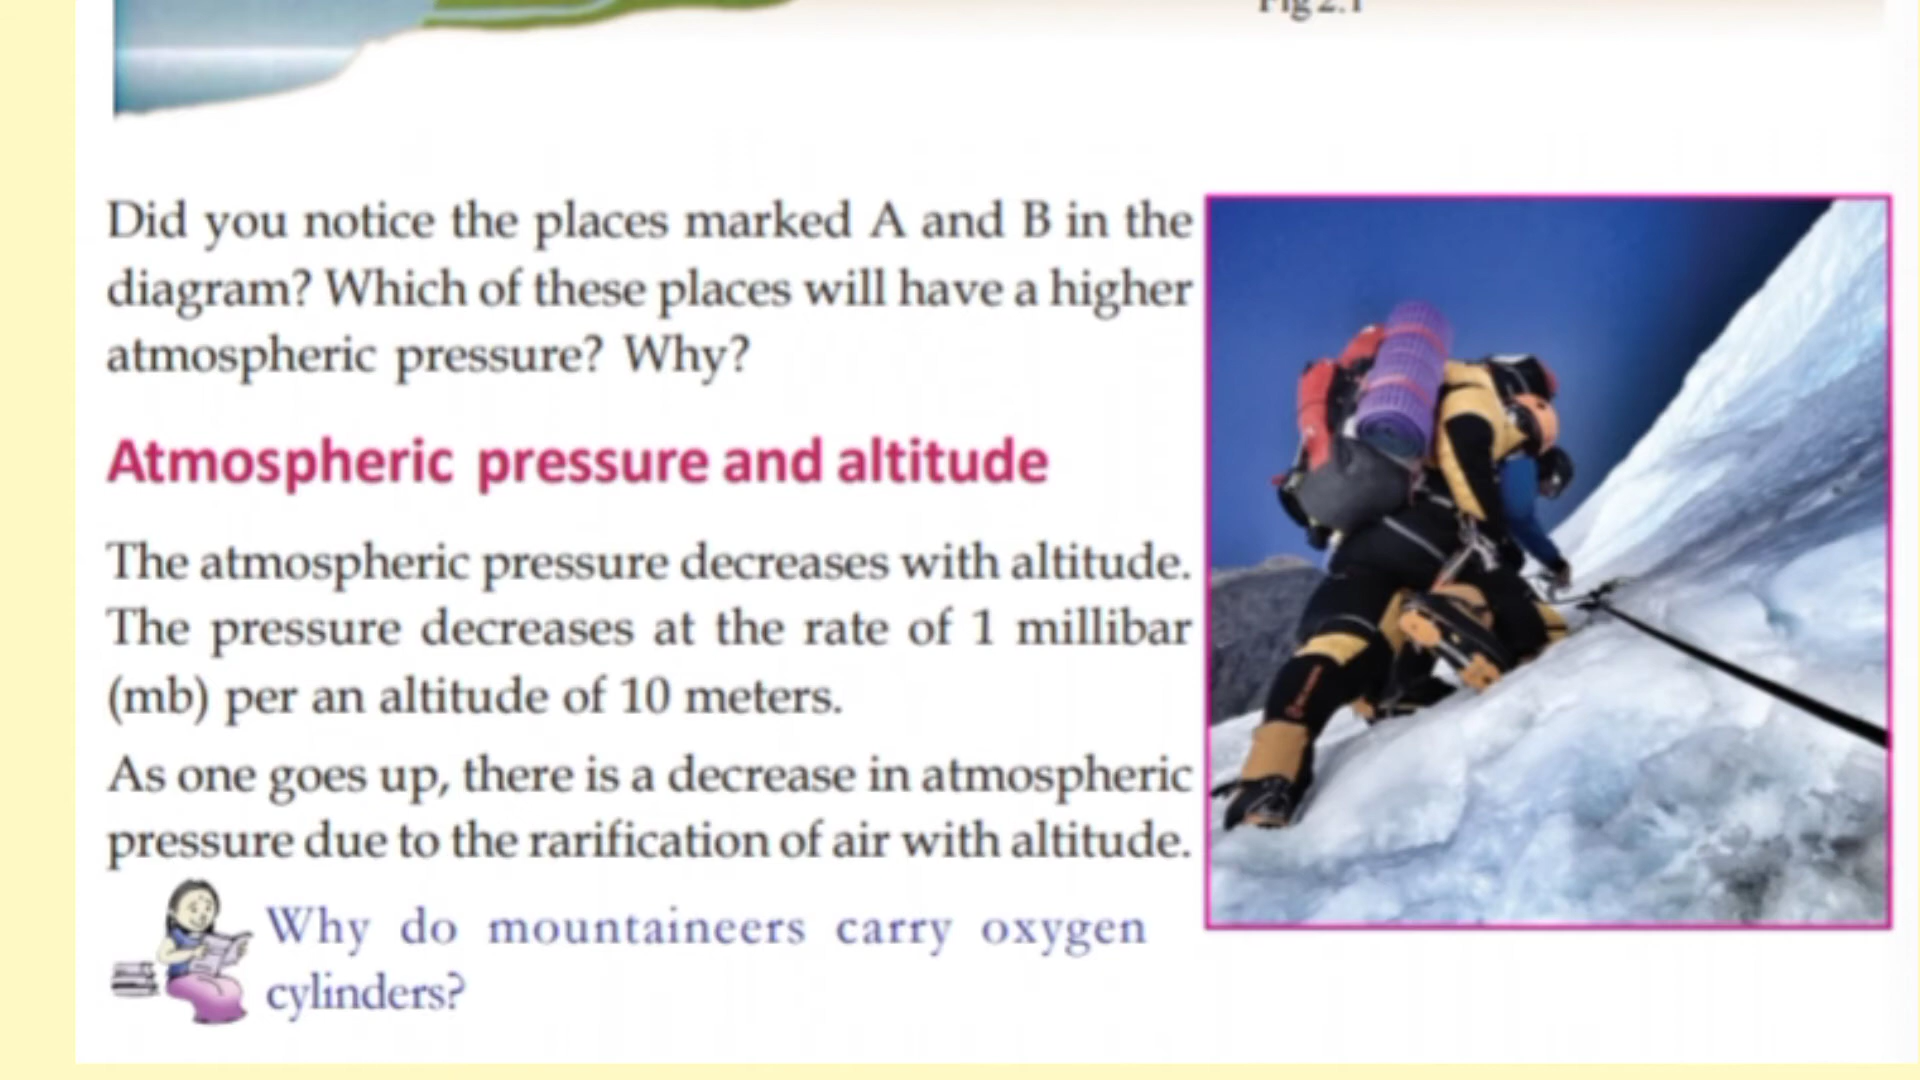 Fig 2.1
Did you notice the places marked A and B in the
diagram? Which of these places will have a higher
atmospheric pressure? Why?
Atmospheric pressure and altitude
The atmospheric pressure decreases with altitude.
The pressure decreases at the rate of 1 millibar
(mb) per an altitude of 10 meters.
As one goes up, there is a decrease in atmospheric
pressure due to the rarification of air with altitude.
Why do mountaineers carry oxygen
cylinders?